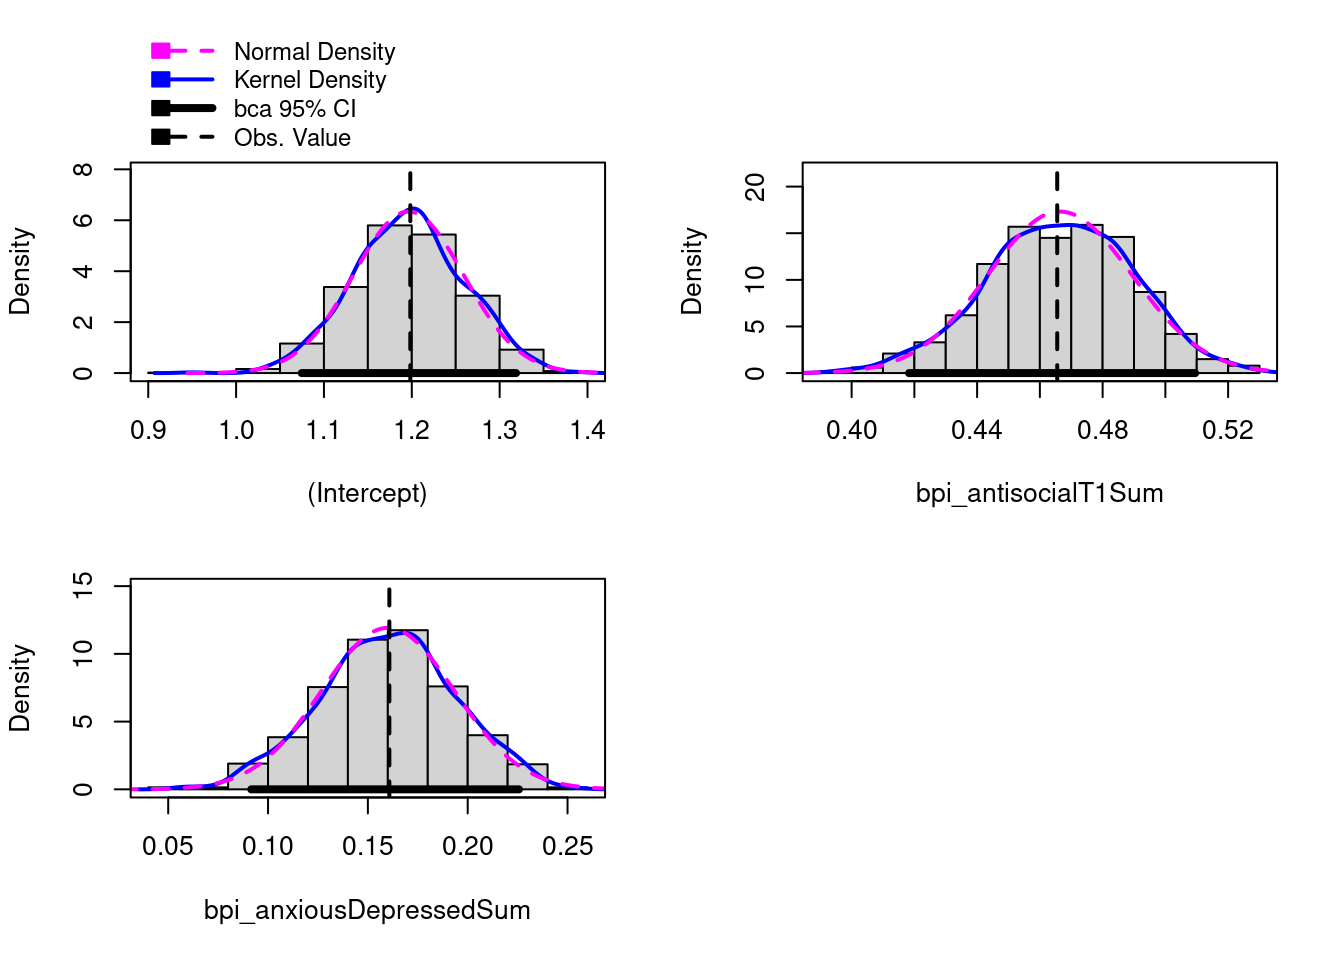 Normal Density
Kernel Density
bca 95% CI
Obs. Value
Density
8
6
4
2
0
0.9 1.0 1.1 1.2 1.3 1.4
(Intercept)
Density
20
10
5
0
0.40 0.44 0.48 0.52
bpi_antisocialT1Sum
Density
15
10
5
0
0.05 0.10 0.15 0.20 0.25
bpi_anxiousDepressedSum